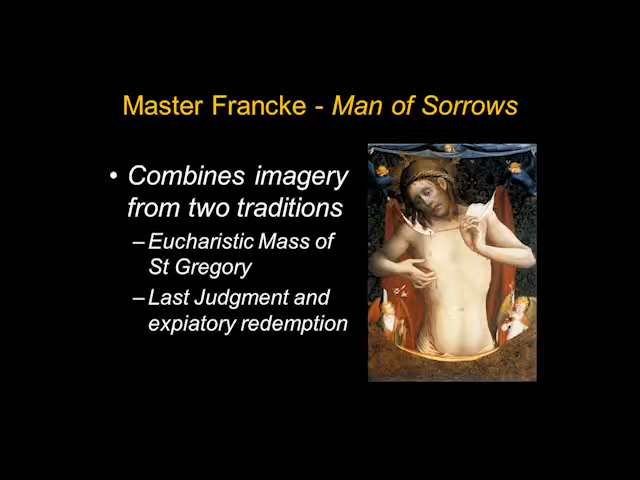 Master Francke - Man of Sorrows
• Combines imagery
from two traditions
– Eucharistic Mass of
St Gregory
– Last Judgment and
expiatory redemption